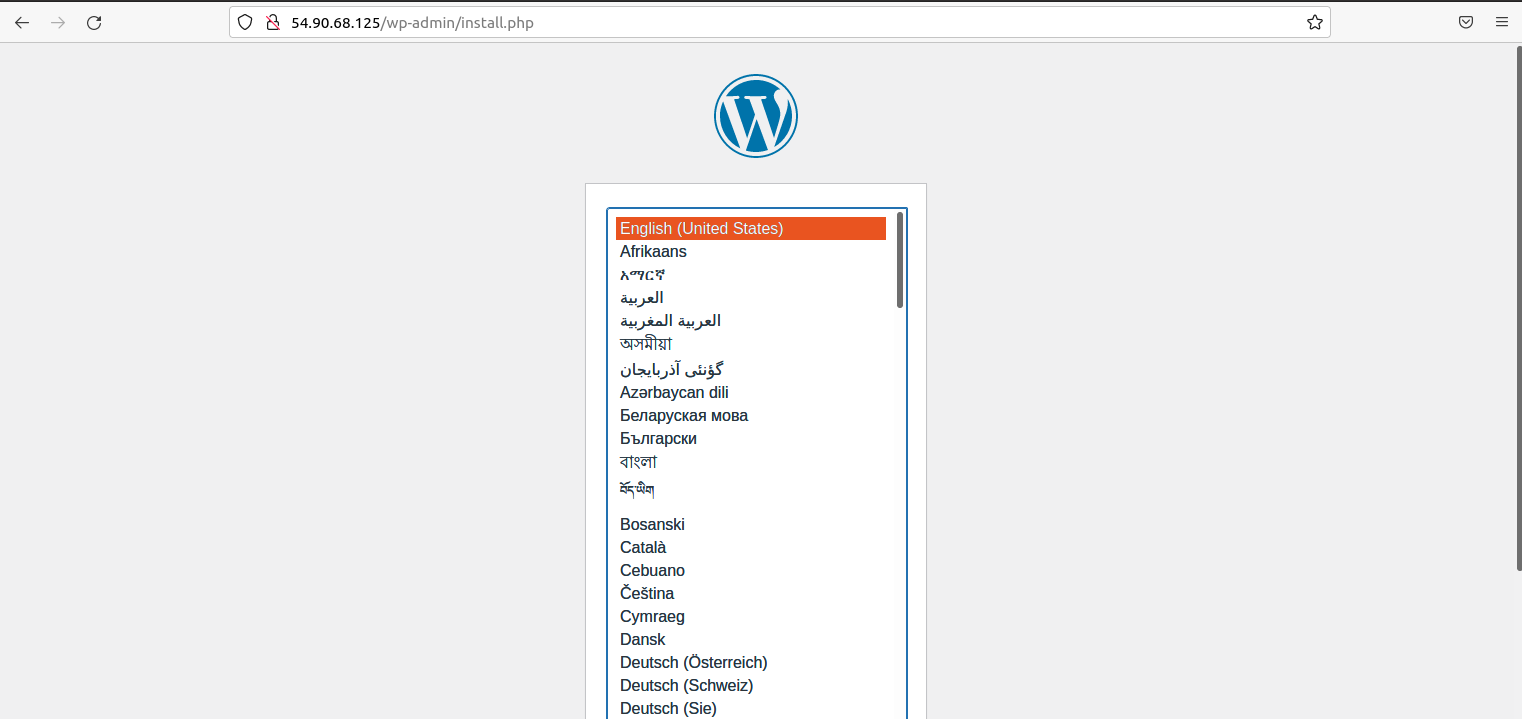 54.90.68.125/wp-admin/install.php
English (United States)
Afrikaans
አማርኛ
العربية
العربية المغربية
অসমীয়া
گؤنئی آذربایجان
Azərbaycan dili
Беларуская мова
Български
বাংলা
བོད་ཡིག
Bosanski
Català
Cebuano
Čeština
Cymraeg
Dansk
Deutsch (Österreich)
Deutsch (Schweiz)
Deutsch (Sie)